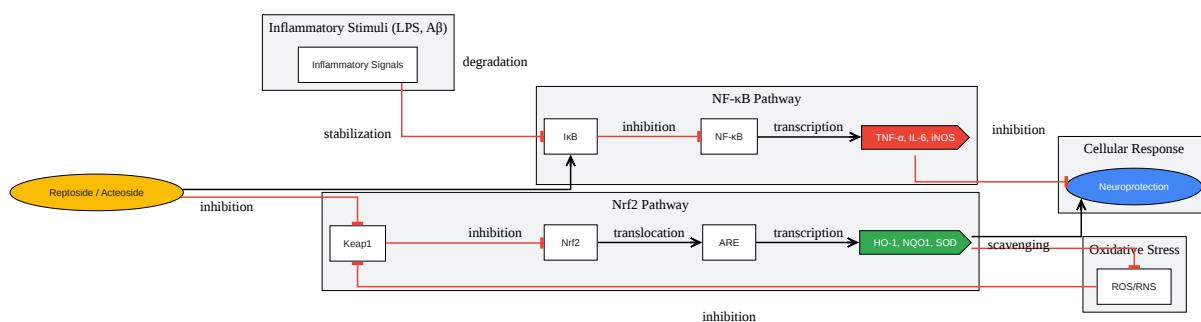 Inflammatory Stimuli (LPS, Aβ)
Inflammatory Signals
degradation
NF-κB Pathway
stabilization
IκB
inhibition
NF-κB
transcription
TNF-α, IL-6, iNOS
inhibition
Cellular Response
Neuroprotection
Reptoside / Acteoside
inhibition
Nrf2 Pathway
Keap1
inhibition
Nrf2
translocation
ARE
transcription
HO-1, NQO1, SOD
scavenging
Oxidative Stress
ROS/RNS
inhibition